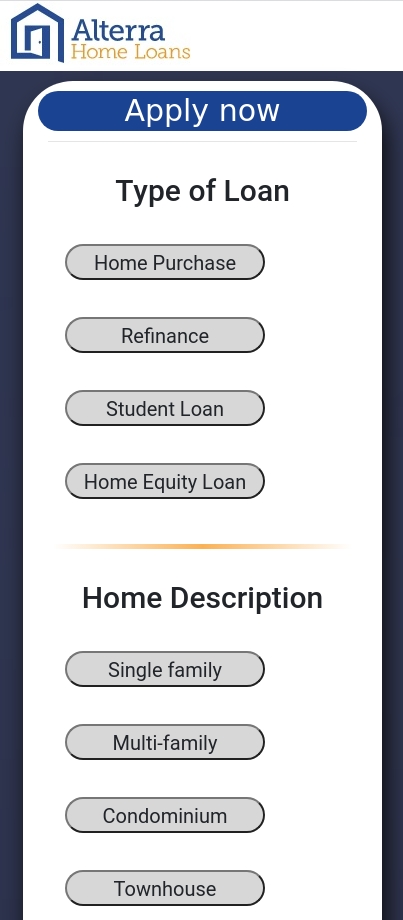 Alterra
Home Loans
Apply now
Type of Loan
Home Purchase
Refinance
Student Loan
Home Equity Loan
Home Description
Single family
Multi-family
Condominium
Townhouse